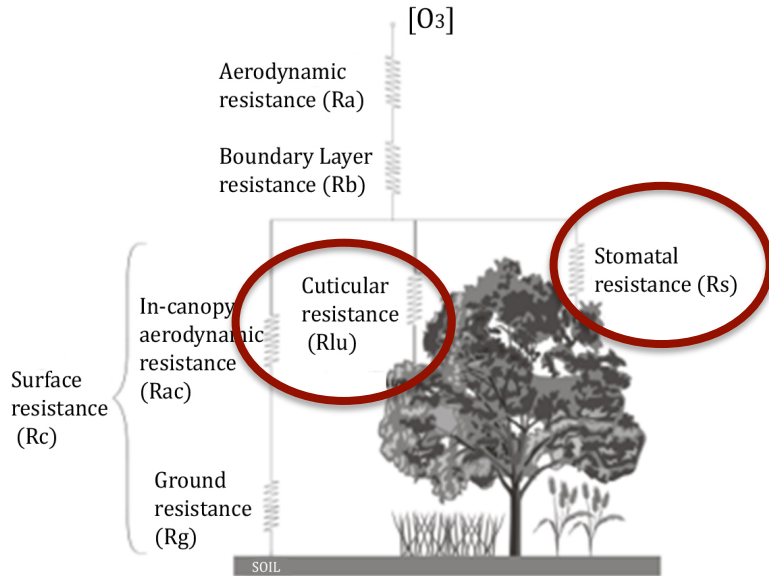 [O3]
Aerodynamic
resistance (Ra)
Boundary Layer
resistance (Rb)
Stomatal
resistance (Rs)
Cuticular
resistance
(Rlu)
In-canopy
aerodynamic
resistance
(Rac)
Surface
resistance
(Rc)
Ground
resistance
(Rg)
SOIL